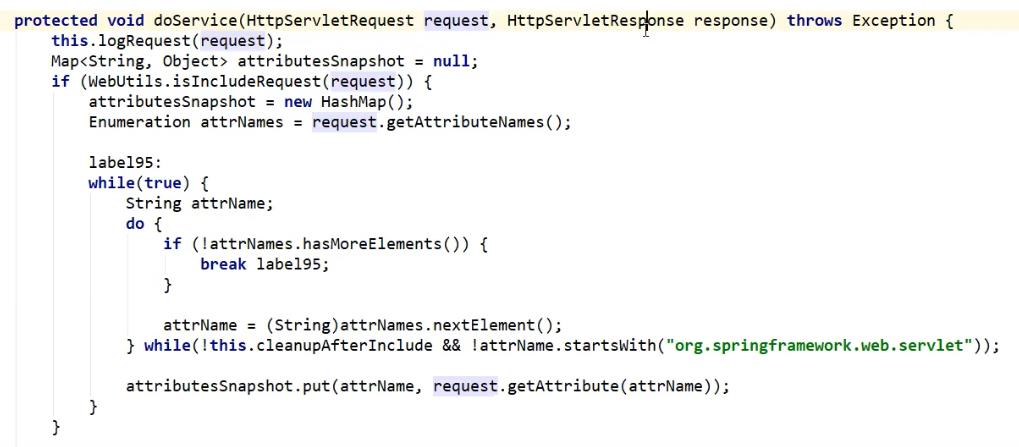 protected void doService(HttpServletRequest request, HttpServletResponse response) throws Exception {
this.logRequest(request);
Map<String, Object> attributesSnapshot = null;
if (WebUtils.isIncludeRequest(request)) {
attributesSnapshot = new HashMap();
Enumeration attrNames = request.getAttributeNames();
label95:
while(true) {
String attrName;
do {
if (!attrNames.hasMoreElements()) {
break label95;
}
attrName = (String)attrNames.nextElement();
} while(!this.cleanupAfterInclude && !attrName.startsWith("org.springframework.web.servlet"));
attributesSnapshot.put(attrName, request.getAttribute(attrName));
}
}